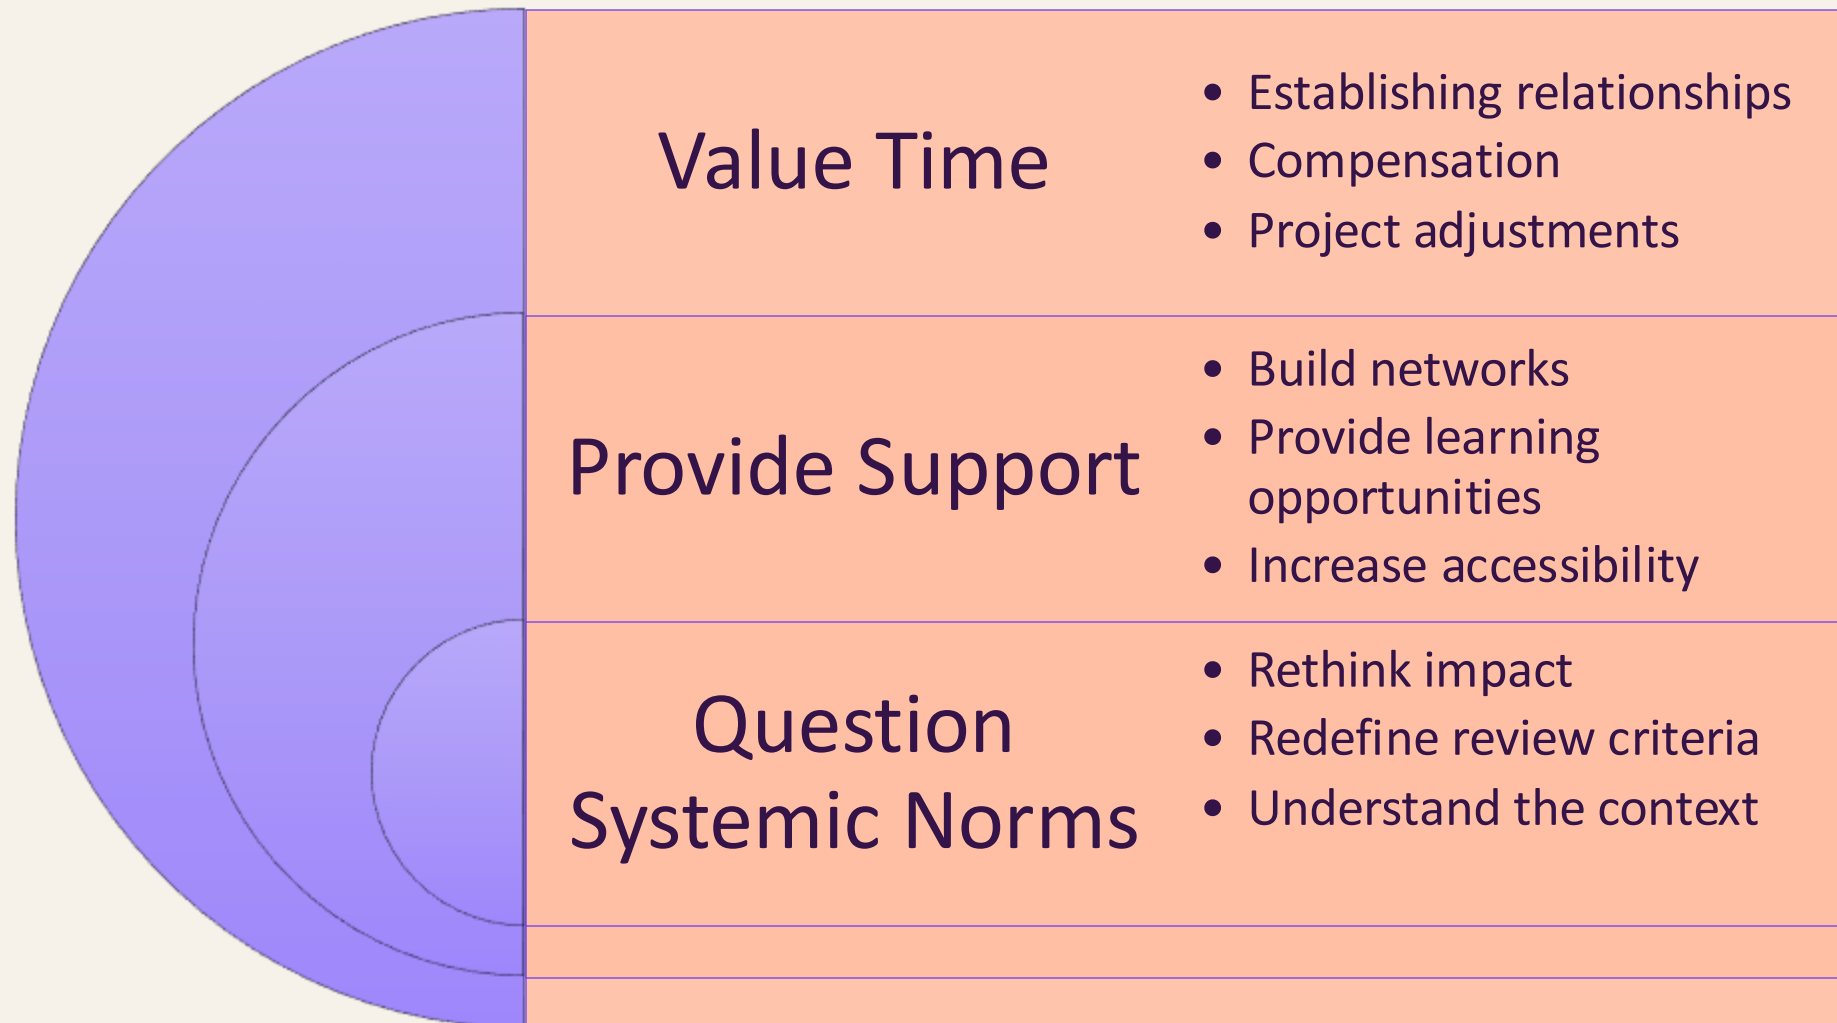 Value Time
• Establishing relationships
• Compensation
• Project adjustments
Provide Support
• Build networks
• Provide learning
opportunities
• Increase accessibility
Question
Systemic Norms
• Rethink impact
• Redefine review criteria
• Understand the context